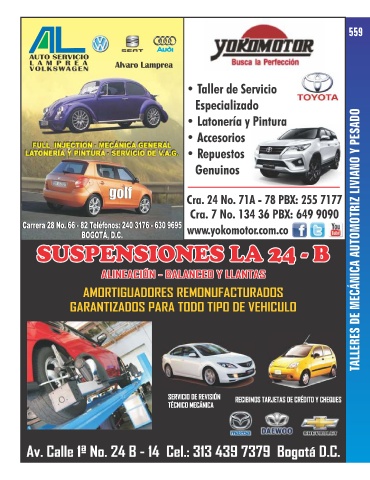 559
TALLERES DE MECÁNICA AUTOMOTRIZ LIVIANO Y PESADO
AL
AUTO SERVICIO
LAMPREA
VOLKSWAGEN
SEAT
Audi
Alvaro Lamprea
FULL INJECTION - MECÁNICA GENERAL
LATONERÍA Y PINTURA - SERVICIO DE V.A.G.
golf
Carrera 28 No. 66 - 82 Teléfonos: 240 3176 - 630 9695
BOGOTÁ, D.C.
YOKOMOTOR
Busca la Perfección
• Taller de Servicio
Especializado
TOYOTA
• Latonería y Pintura
• Accesorios
• Repuestos
Genuinos
Cra. 24 No. 71A - 78 PBX: 255 7177
Cra. 7 No. 134 36 PBX: 649 9090
www.yokomotor.com.co
You Tube
SUSPENSIONES LA 24 - B
ALINEACIÓN - BALANCEO Y LLANTAS
AMORTIGUADORES REMONUFACTURADOS
GARANTIZADOS PARA TODO TIPO DE VEHICULO
SERVICIO DE REVISIÓN
TÉCNICO MECÁNICA
RECIBIMOS TARJETAS DE CRÉDITO Y CHEQUES
mazda
DAEWOO
CHEVROLET
Av. Calle 1ª No. 24 B - 14 Cel.: 313 439 7379 Bogotá D.C.